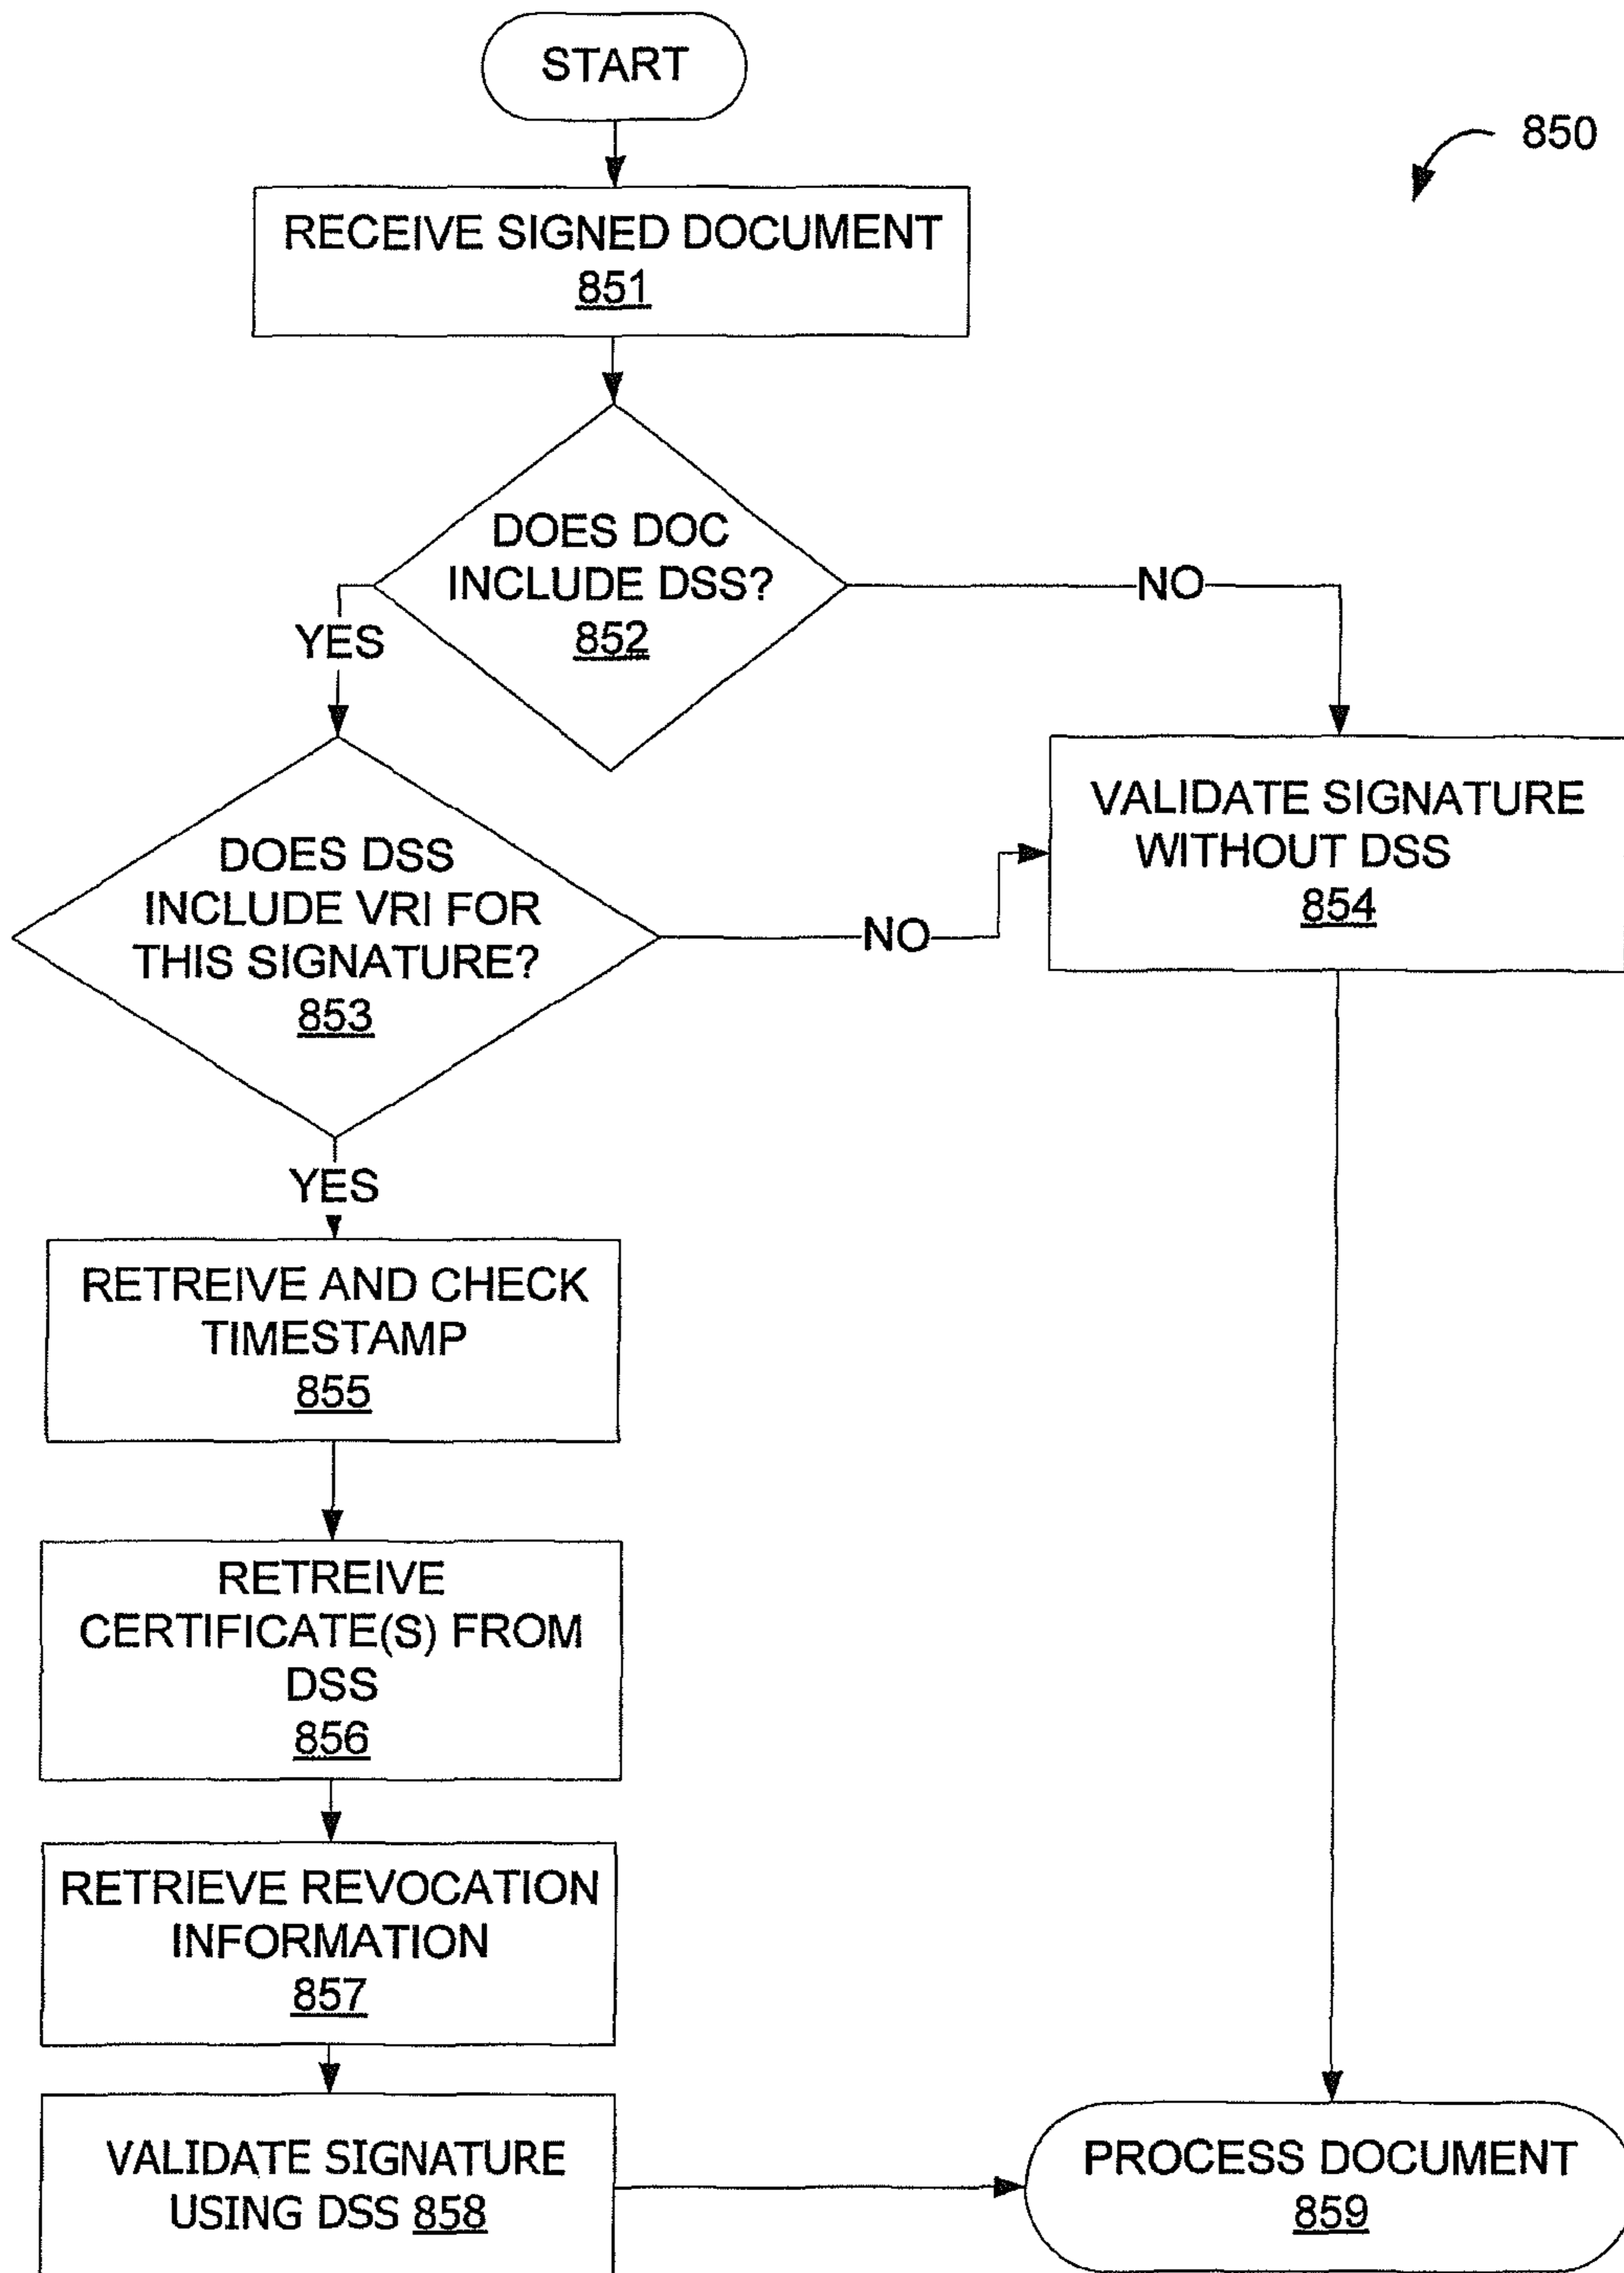 START
850
RECEIVE SIGNED DOCUMENT
851
DOES DOC
INCLUDE DSS?
852
NO
YES
VALIDATE SIGNATURE
WITHOUT DSS
854
DOES DSS
INCLUDE VRI FOR
THIS SIGNATURE?
853
NO
YES
RETREIVE AND CHECK
TIMESTAMP
855
RETREIVE
CERTIFICATE(S) FROM
DSS
856
RETRIEVE REVOCATION
INFORMATION
857
VALIDATE SIGNATURE
USING DSS 858
PROCESS DOCUMENT
859